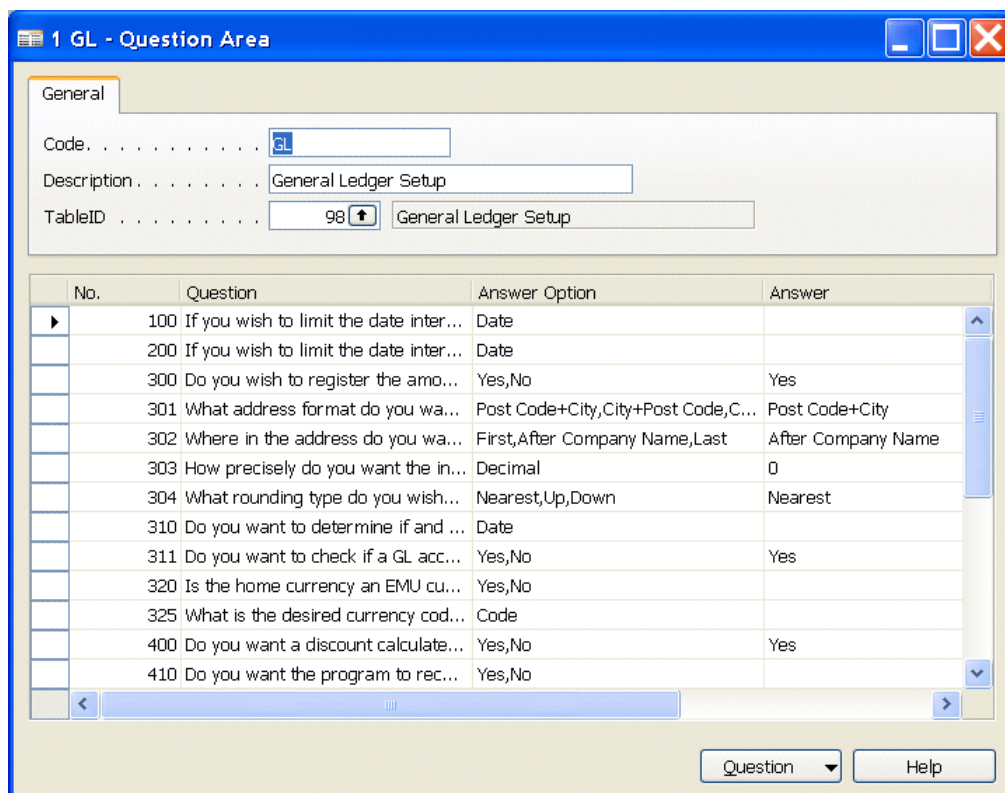 1 GL - Question Area
General
Code. . . . . . . . . . . GL
Description . . . . . . . . General Ledger Setup
TableID . . . . . . . . . 98 General Ledger Setup
No. Question Answer Option Answer
100 If you wish to limit the date inter... Date
200 If you wish to limit the date inter... Date
300 Do you wish to register the amo... Yes,No Yes
301 What address format do you wa... Post Code+City,City+Post Code,C... Post Code+City
302 Where in the address do you wa... First,After Company Name,Last After Company Name
303 How precisely do you want the in... Decimal 0
304 What rounding type do you wish... Nearest,Up,Down Nearest
310 Do you want to determine if and ... Date
311 Do you want to check if a GL acc... Yes,No Yes
320 Is the home currency an EMU cu... Yes,No
325 What is the desired currency cod... Code
400 Do you want a discount calculate... Yes,No Yes
410 Do you want the program to rec... Yes,No
Question Help